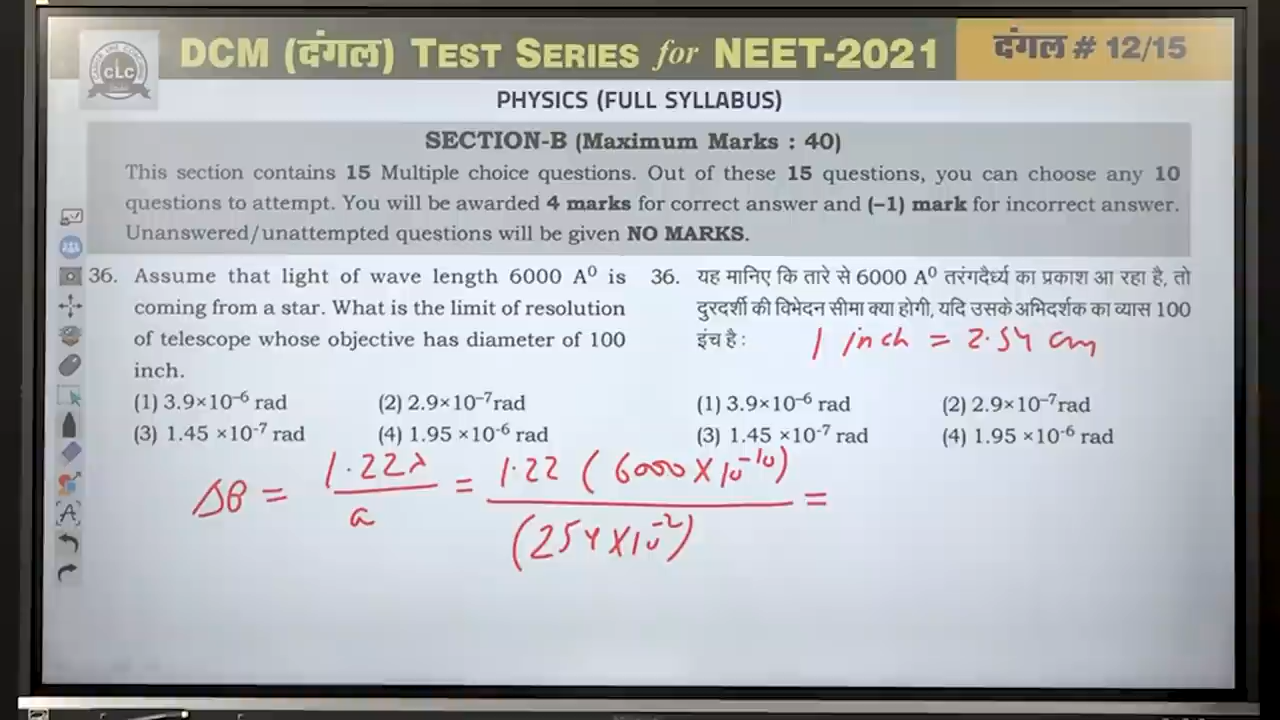 DCM (दंगल) TEST SERIES for NEET-2021
दंगल # 12/15
CLC
PHYSICS (FULL SYLLABUS)
SECTION-B (Maximum Marks : 40)
This section contains 15 Multiple choice questions. Out of these 15 questions, you can choose any 10
questions to attempt. You will be awarded 4 marks for correct answer and (–1) mark for incorrect answer.
Unanswered/unattempted questions will be given NO MARKS.
36. Assume that light of wave length 6000 A⁰ is
coming from a star. What is the limit of resolution
of telescope whose objective has diameter of 100
inch.
(1) 3.9×10⁻⁶ rad (2) 2.9×10⁻⁷rad
(3) 1.45 ×10⁻⁷ rad (4) 1.95 ×10⁻⁶ rad
36. यह मानिए कि तारे से 6000 A⁰ तरंगदैर्ध्य का प्रकाश आ रहा है, तो
दुरदर्शी की विभेदन सीमा क्या होगी, यदि उसके अभिदर्शक का व्यास 100
इंच है :
1 inch = 2.54 cm
(1) 3.9×10⁻⁶ rad (2) 2.9×10⁻⁷rad
(3) 1.45 ×10⁻⁷ rad (4) 1.95 ×10⁻⁶ rad
Δθ = 1.22λ / a = 1.22 (6000 X 10⁻¹⁰) / (254 X 10⁻²) =